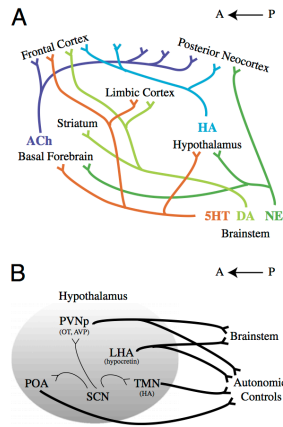 A
A P
Frontal Cortex
Posterior Neocortex
Limbic Cortex
Striatum
HA
ACh
Hypothalamus
Basal Forebrain
5HT DA NE
Brainstem
B
A P
Hypothalamus
PVNp
(OT, AVP)
Brainstem
LHA
(hypocretin)
POA
TMN
Autonomic
(HA)
Controls
SCN